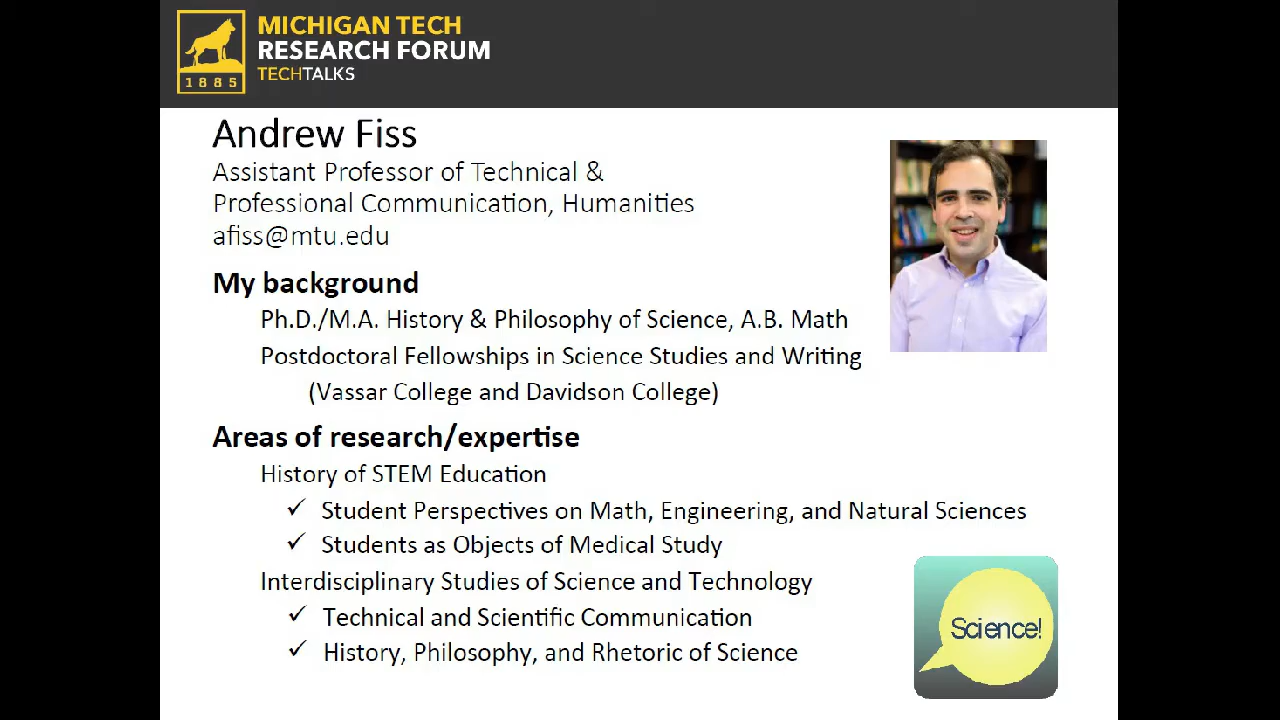 MICHIGAN TECH
RESEARCH FORUM
TECHTALKS
1885
Andrew Fiss
Assistant Professor of Technical &
Professional Communication, Humanities
afiss@mtu.edu
My background
Ph.D./M.A. History & Philosophy of Science, A.B. Math
Postdoctoral Fellowships in Science Studies and Writing
(Vassar College and Davidson College)
Areas of research/expertise
History of STEM Education
✓ Student Perspectives on Math, Engineering, and Natural Sciences
✓ Students as Objects of Medical Study
Interdisciplinary Studies of Science and Technology
✓ Technical and Scientific Communication
✓ History, Philosophy, and Rhetoric of Science
Science!